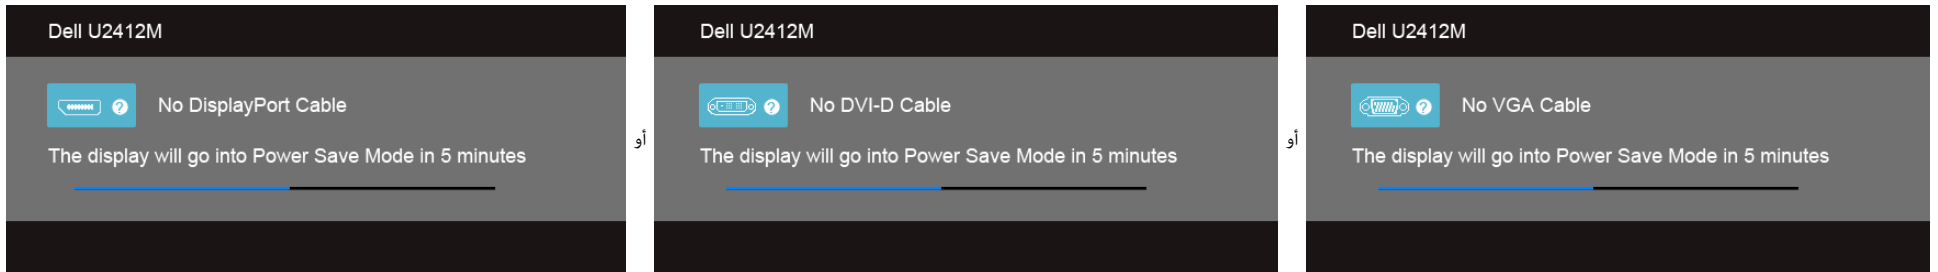 Dell U2412M
No DisplayPort Cable
The display will go into Power Save Mode in 5 minutes
أو
Dell U2412M
No DVI-D Cable
The display will go into Power Save Mode in 5 minutes
أو
Dell U2412M
No VGA Cable
The display will go into Power Save Mode in 5 minutes